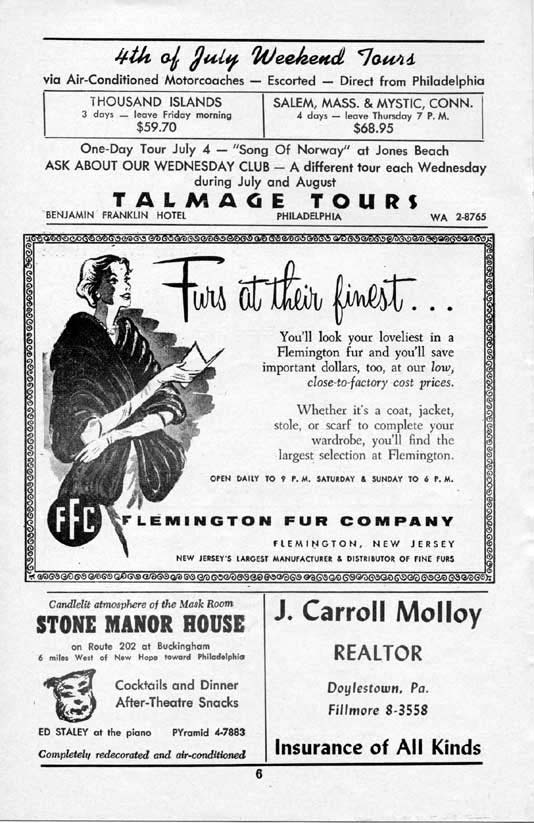 4th of July Weekend Tours
via Air-Conditioned Motorcoaches — Escorted — Direct from Philadelphia
THOUSAND ISLANDS
3 days — leave Friday morning
$59.70
SALEM, MASS. & MYSTIC, CONN.
4 days — leave Thursday 7 P. M.
$68.95
One-Day Tour July 4 — "Song Of Norway" at Jones Beach
ASK ABOUT OUR WEDNESDAY CLUB — A different tour each Wednesday
during July and August
TALMAGE TOURS
BENJAMIN FRANKLIN HOTEL PHILADELPHIA WA 2-8765
Furs at their finest . . .
You'll look your loveliest in a
Flemington fur and you'll save
important dollars, too, at our low,
close-to-factory cost prices.
Whether it's a coat, jacket,
stole, or scarf to complete your
wardrobe, you'll find the
largest selection at Flemington.
OPEN DAILY TO 9 P. M. SATURDAY & SUNDAY TO 6 P. M.
FFC
FLEMINGTON FUR COMPANY
FLEMINGTON, NEW JERSEY
NEW JERSEY'S LARGEST MANUFACTURER & DISTRIBUTOR OF FINE FURS
Candlelit atmosphere of the Mask Room
STONE MANOR HOUSE
on Route 202 at Buckingham
6 miles West of New Hope toward Philadelphia
Cocktails and Dinner
After-Theatre Snacks
ED STALEY at the piano PYramid 4-7883
Completely redecorated and air-conditioned
J. Carroll Molloy
REALTOR
Doylestown, Pa.
Fillmore 8-3558
Insurance of All Kinds
6